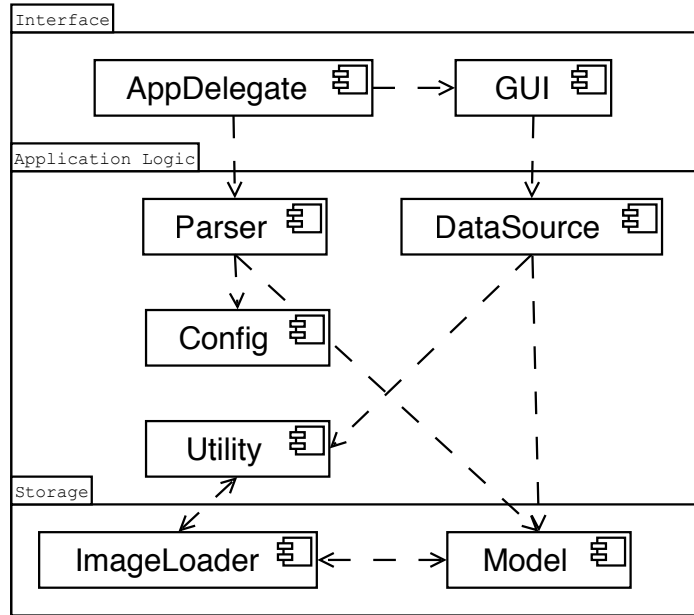 Interface
AppDelegate
GUI
Application Logic
Parser
DataSource
Config
Utility
Storage
ImageLoader
Model